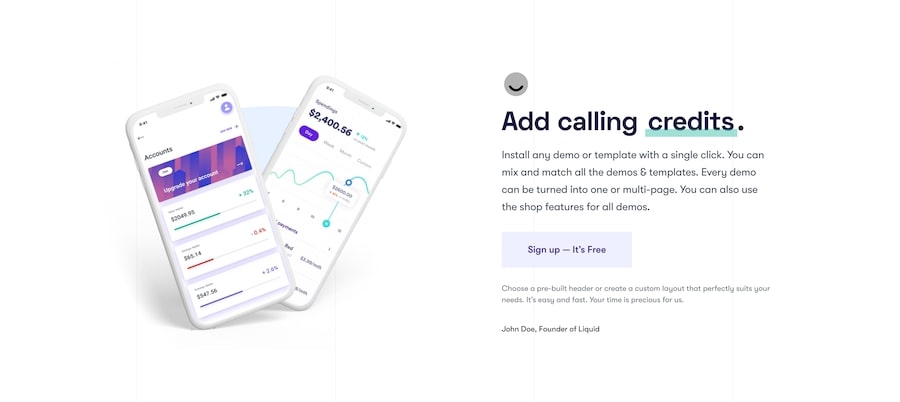 9:41
Accounts
Upgrade your account
+ 32%
$2049.95
- 0.4%
$65.14
+ 2.6%
$547.56
9:41
Spendings
$2,400.56
Day
Week
Month
Custom
payments
Add calling credits.
Install any demo or template with a single click. You can
mix and match all the demos & templates. Every demo
can be turned into one or multi-page. You can also use
the shop features for all demos.
Sign up — It's Free
Choose a pre-built header or create a custom layout that perfectly suits your
needs. It's easy and fast. Your time is precious for us.
John Doe, Founder of Liquid